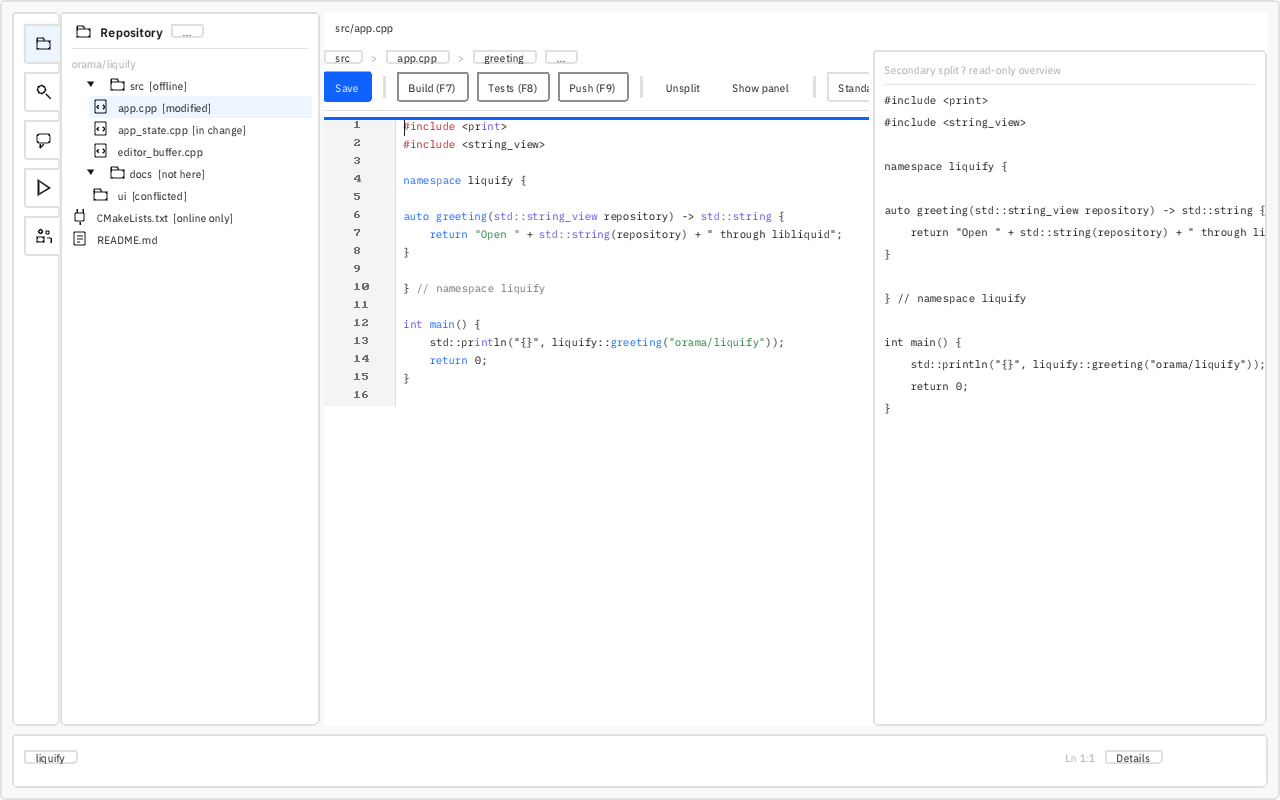 Repository ...
orama/liquify
src [offline]
app.cpp [modified]
app_state.cpp [in change]
editor_buffer.cpp
docs [not here]
ui [conflicted]
CMakeLists.txt [online only]
README.md
src/app.cpp
src > app.cpp > greeting ...
Save Build (F7) Tests (F8) Push (F9) Unsplit Show panel Standa
1 #include <print>
2 #include <string_view>
3
4 namespace liquify {
5
6 auto greeting(std::string_view repository) -> std::string {
7 return "Open " + std::string(repository) + " through libliquid";
8 }
9
10 } // namespace liquify
11
12 int main() {
13 std::println("{}", liquify::greeting("orama/liquify"));
14 return 0;
15 }
16
Secondary split ? read-only overview
#include <print>
#include <string_view>
namespace liquify {
auto greeting(std::string_view repository) -> std::string {
return "Open " + std::string(repository) + " through li
}
} // namespace liquify
int main() {
std::println("{}", liquify::greeting("orama/liquify"));
return 0;
}
liquify
Ln 1:1 Details